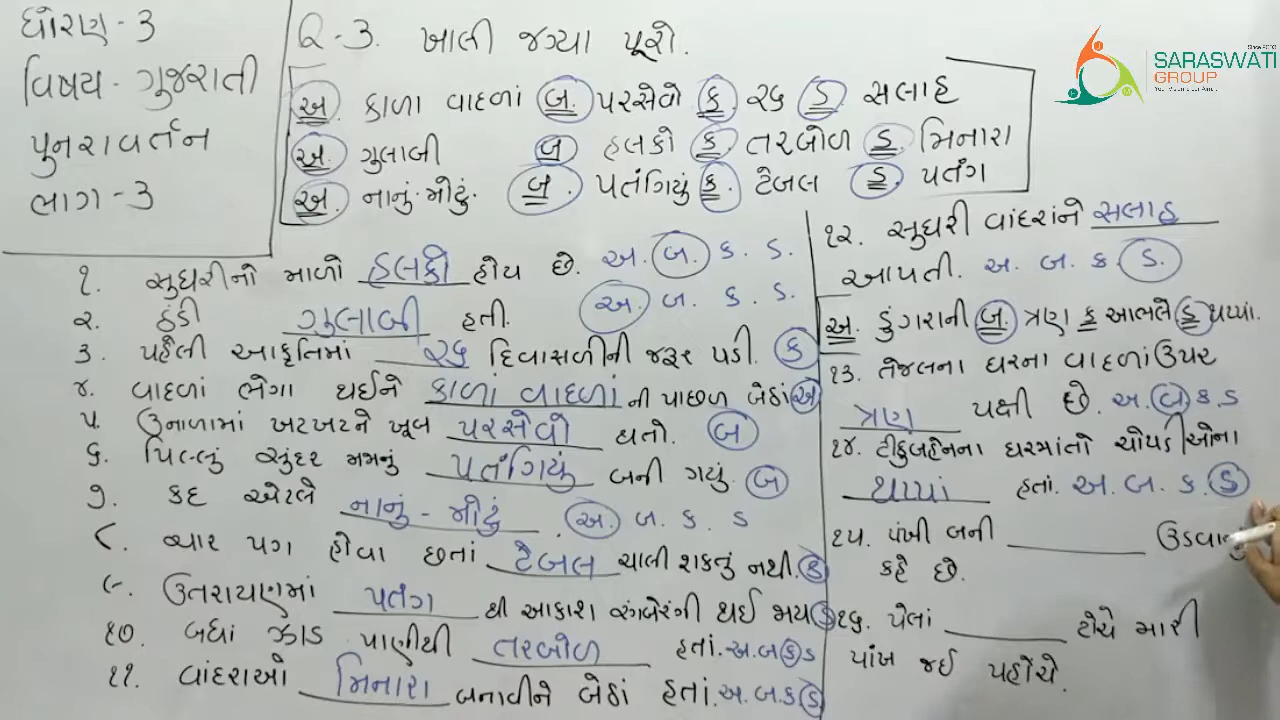 ધોરણ - 3
વિષય - ગુજરાતી
પુનરાવર્તન
ભાગ - 3
Q-3. ખાલી જગ્યા પૂરો.
અ. કાળા વાદળાં બ. પરસેવો ક. ૨૬ ડ. સલાહ
અ. ગુલાબી બ હલકો ક. તરબોળ ડ. મિનારા
અ. નાનું-મોટું. બ. પતંગિયું ક. ટેબલ ડ. પતંગ
૧. સુઘરીનો માળો હલકો હોય છે. અ. બ. ક. ડ.
૨. ઠંડી ગુલાબી હતી. અ. બ. ક. ડ.
૩. પહેલી આકૃતિમાં ૨૬ દિવાસળીની જરૂર પડી. ક
૪. વાદળાં ભેગા થઈને કાળાં વાદળાં ની પાછળ બેઠાં અ
૫. ઉનાળામાં ખટખટને ખૂબ પરસેવો થતો. બ
૬. પિલ્લું સુંદર મમનું પતંગિયું બની ગયું. બ
૭. કદ એટલે નાનું - મોટું. અ. બ. ક. ડ
૮. ચાર પગ હોવા છતાં ટેબલ ચાલી શકતું નથી. ક
૯. ઉતરાયણમાં પતંગ થી આકાશ રંગબેરંગી થઈ જાય ડ
૧૦. બધાં ઝાડ પાણીથી તરબોળ હતાં. અ. બ ક ડ
૧૧. વાંદરાઓ મિનારા બનાવીને બેઠાં હતાં. અ. બ. ક. ડ
૧૨. સુઘરી વાંદરાંને સલાહ
આપતી. અ. બ. ક ડ.
અ. ડુંગરાની બ. ત્રણ ક આભલે ડ થપ્પા.
૧૩. તેજલના ઘરના વાદળાં ઉપર
ત્રણ પક્ષી છે. અ. બ ક. ડ
૧૪. ટીકુબહેનના ઘરમાંતો ચોપડીઓના
થપ્પાં હતાં. અ. બ. ક. ડ
૧૫. પંખી બની ઉડવાનું
કહે છે.
૧૬. પેલાં ટોચે મારી
પાંખ જઈ પહોંચે.
SARASWATI
GROUP